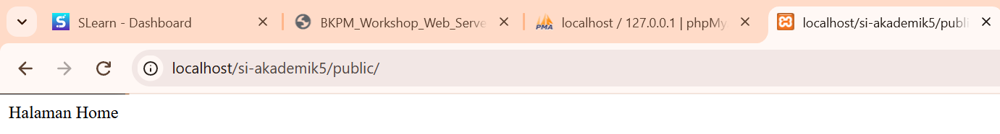 SLearn - Dashboard
BKPM_Workshop_Web_Serve
PMA localhost / 127.0.0.1 | phpMy
localhost/si-akademik5/publi
localhost/si-akademik5/public/
Halaman Home